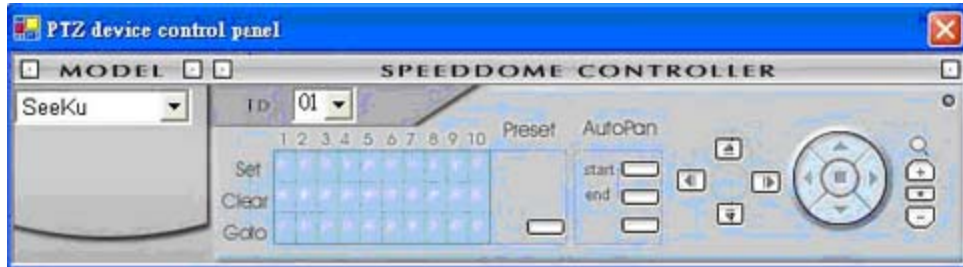 PTZ device control panel
MODEL
SPEEDDOME CONTROLLER
SeeKu
ID
01
1 2 3 4 5 6 7 8 9 10
Preset
AutoPan
Set
start
Clear
end
Goto